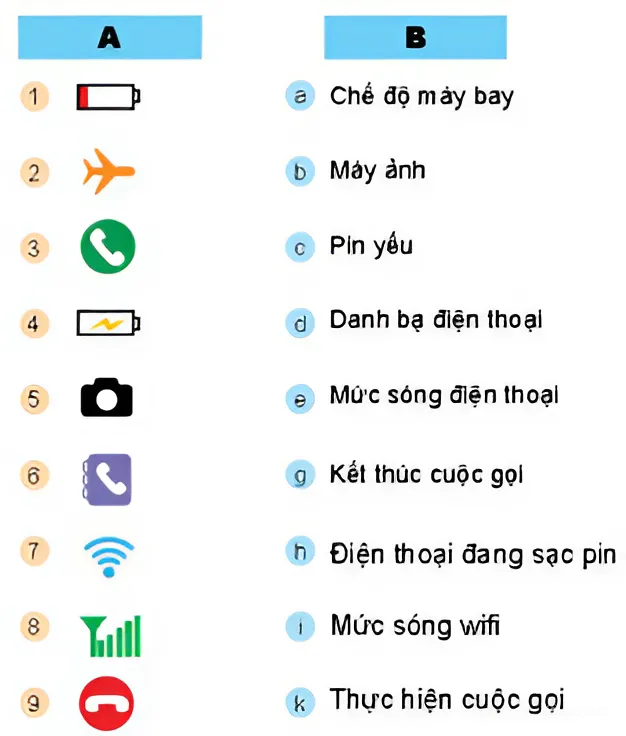 A B
1 a Chế độ máy bay
2 b Máy ảnh
3 c Pin yếu
4 d Danh bạ điện thoại
5 e Mức sóng điện thoại
6 g Kết thúc cuộc gọi
7 h Điện thoại đang sạc pin
8 i Mức sóng wifi
9 k Thực hiện cuộc gọi